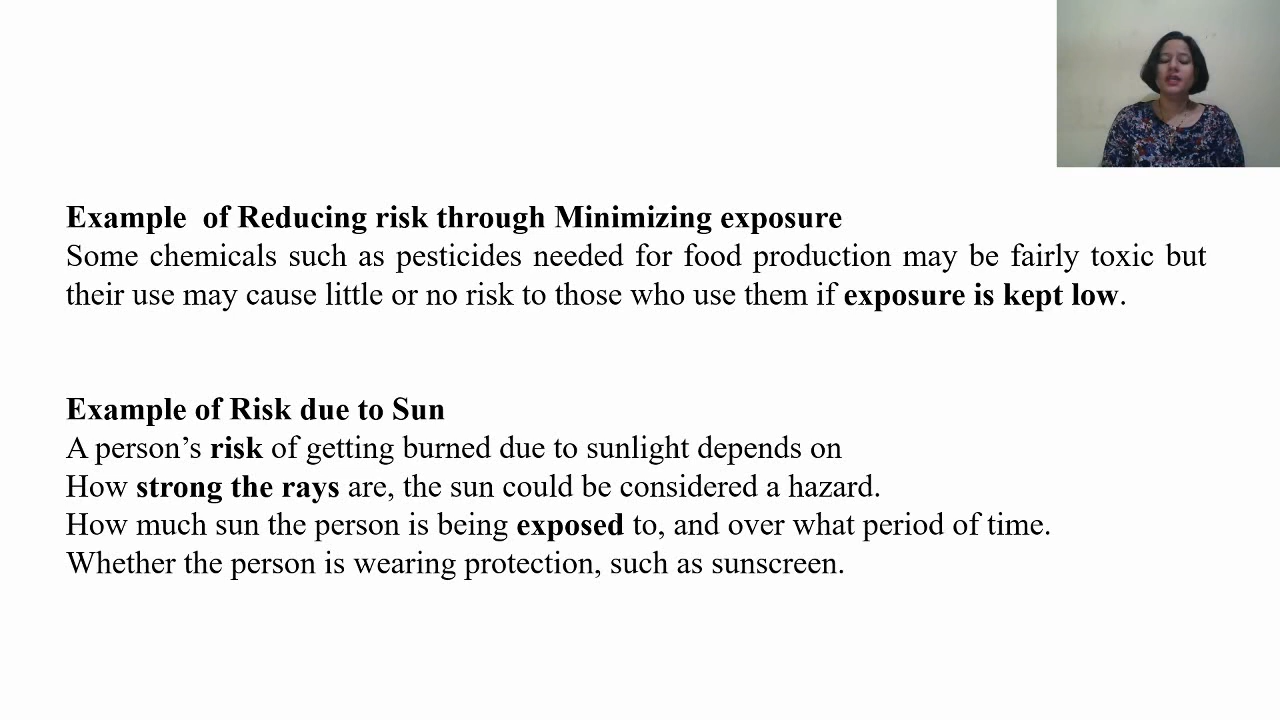 Example of Reducing risk through Minimizing exposure
Some chemicals such as pesticides needed for food production may be fairly toxic but
their use may cause little or no risk to those who use them if exposure is kept low.
Example of Risk due to Sun
A person’s risk of getting burned due to sunlight depends on
How strong the rays are, the sun could be considered a hazard.
How much sun the person is being exposed to, and over what period of time.
Whether the person is wearing protection, such as sunscreen.